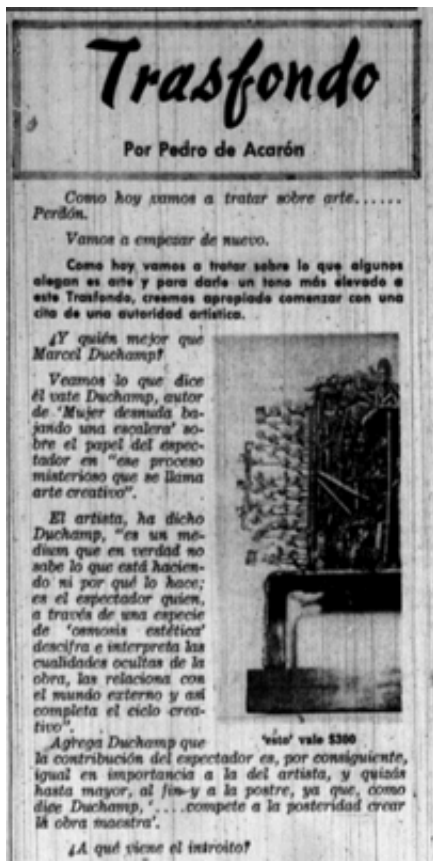 Trasfondo
Por Pedro de Acarón
Como hoy vamos a tratar sobre arte......
Perdón.
Vamos a empezar de nuevo.
Como hoy vamos a tratar sobre lo que algunos
alegan es arte y para darle un tono más elevado a
este Trasfondo, creemos apropiado comenzar con una
cita de una autoridad artística.
¿Y quién mejor que
Marcel Duchamp?
Veamos lo que dice
él vate Duchamp, autor
de 'Mujer desnuda ba-
jando una escalera' so-
bre el papel del espec-
tador en "ese proceso
misterioso que se llama
arte creativo".
El artista, ha dicho
Duchamp, "es un me-
dium que en verdad no
sabe lo que está hacien-
do ni por qué lo hace;
es el espectador quien,
a través de una especie
de 'osmosis estética'
descifra e interpreta las
cualidades ocultas de la
obra, las relaciona con
el mundo externo y así
completa el ciclo crea-
tivo".
'esto' vale $300
Agrega Duchamp que
la contribución del espectador es, por consiguiente,
igual en importancia a la del artista, y quizás
hasta mayor, al fin y a la postre, ya que, como
dice Duchamp, '....compete a la posteridad crear
la obra maestra'.
¿A qué viene el introito?